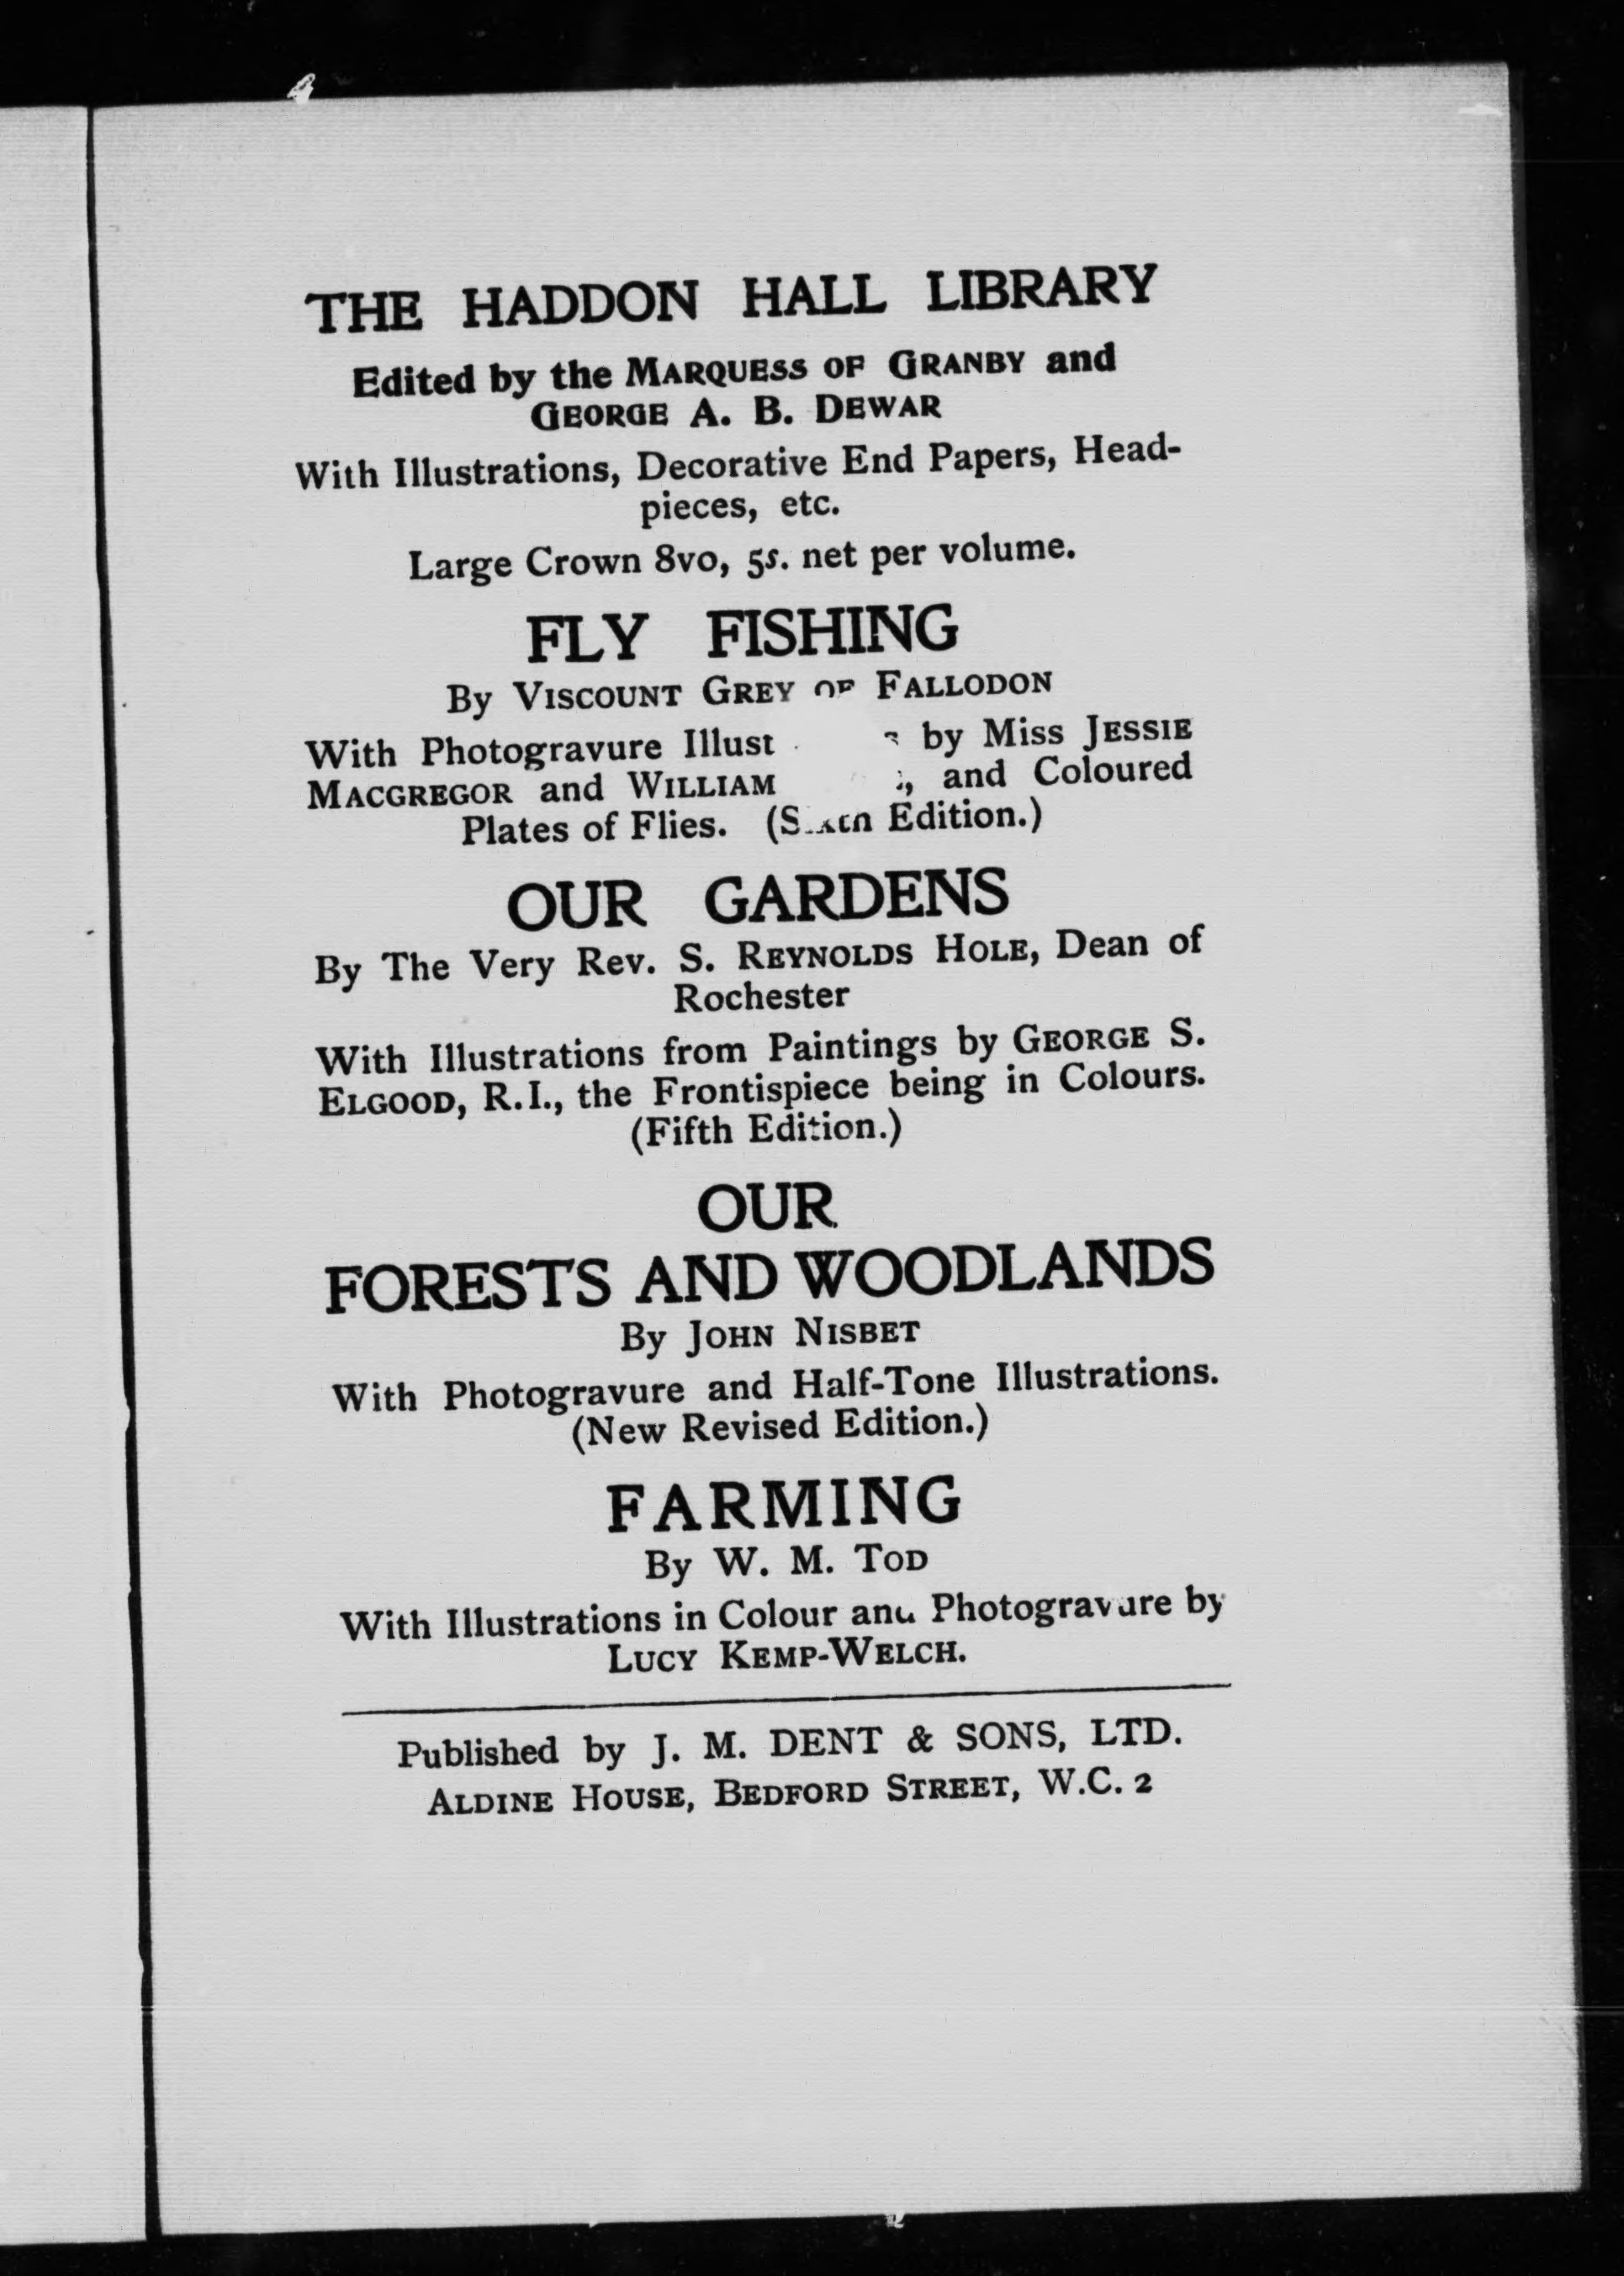 THE HADDON HALL LIBRARY
Edited by the MARQUESS OF GRANBY and
GEORGE A. B. DEWAR
With Illustrations, Decorative End Papers, Head-
pieces, etc.
Large Crown 8vo, 5s. net per volume.
FLY FISHING
By VISCOUNT GREY OF FALLODON
With Photogravure by Miss JESSIE
MACGREGOR and WILLIAM and Coloured
Plates of Flies. (Sixth Edition.)
OUR GARDENS
By The Very Rev. S. REYNOLDS HOLE, Dean of
Rochester
With Illustrations from Paintings by GEORGE S.
ELGOOD, R.I., the Frontispiece being in Colours.
(Fifth Edition.)
OUR
FORESTS AND WOODLANDS
By JOHN NISBET
With Photogravure and Half-Tone Illustrations.
(New Revised Edition.)
FARMING
By W. M. TOD
With Illustrations in Colour and Photogravure by
LUCY KEMP-WELCH.
Published by J. M. DENT & SONS, LTD.
ALDINE HOUSE, BEDFORD STREET, W.C. 2